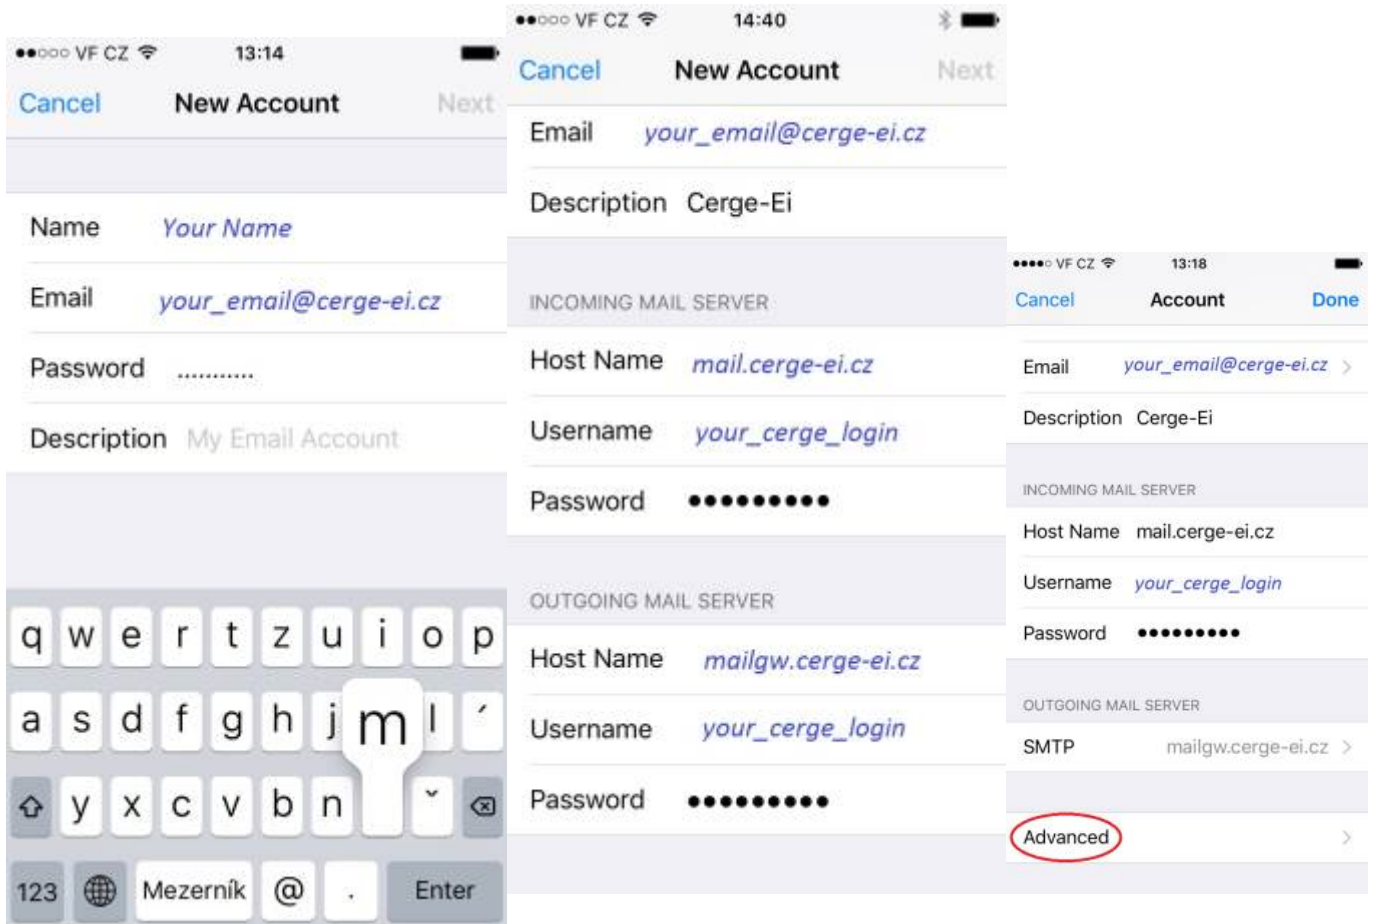 VF CZ 13:14
Cancel New Account Next
Name Your Name
Email your_email@cerge-ei.cz
Password ...........
Description My Email Account
q w e r t z u i o p
a s d f g h j m l ´
y x c v b n ˇ
123 Mezerník @ . Enter
VF CZ 14:40
Cancel New Account Next
Email your_email@cerge-ei.cz
Description Cerge-Ei
INCOMING MAIL SERVER
Host Name mail.cerge-ei.cz
Username your_cerge_login
Password ●●●●●●●●●
OUTGOING MAIL SERVER
Host Name mailgw.cerge-ei.cz
Username your_cerge_login
Password ●●●●●●●●●
VF CZ 13:18
Cancel Account Done
Email your_email@cerge-ei.cz >
Description Cerge-Ei
INCOMING MAIL SERVER
Host Name mail.cerge-ei.cz
Username your_cerge_login
Password ●●●●●●●●●
OUTGOING MAIL SERVER
SMTP mailgw.cerge-ei.cz >
Advanced >